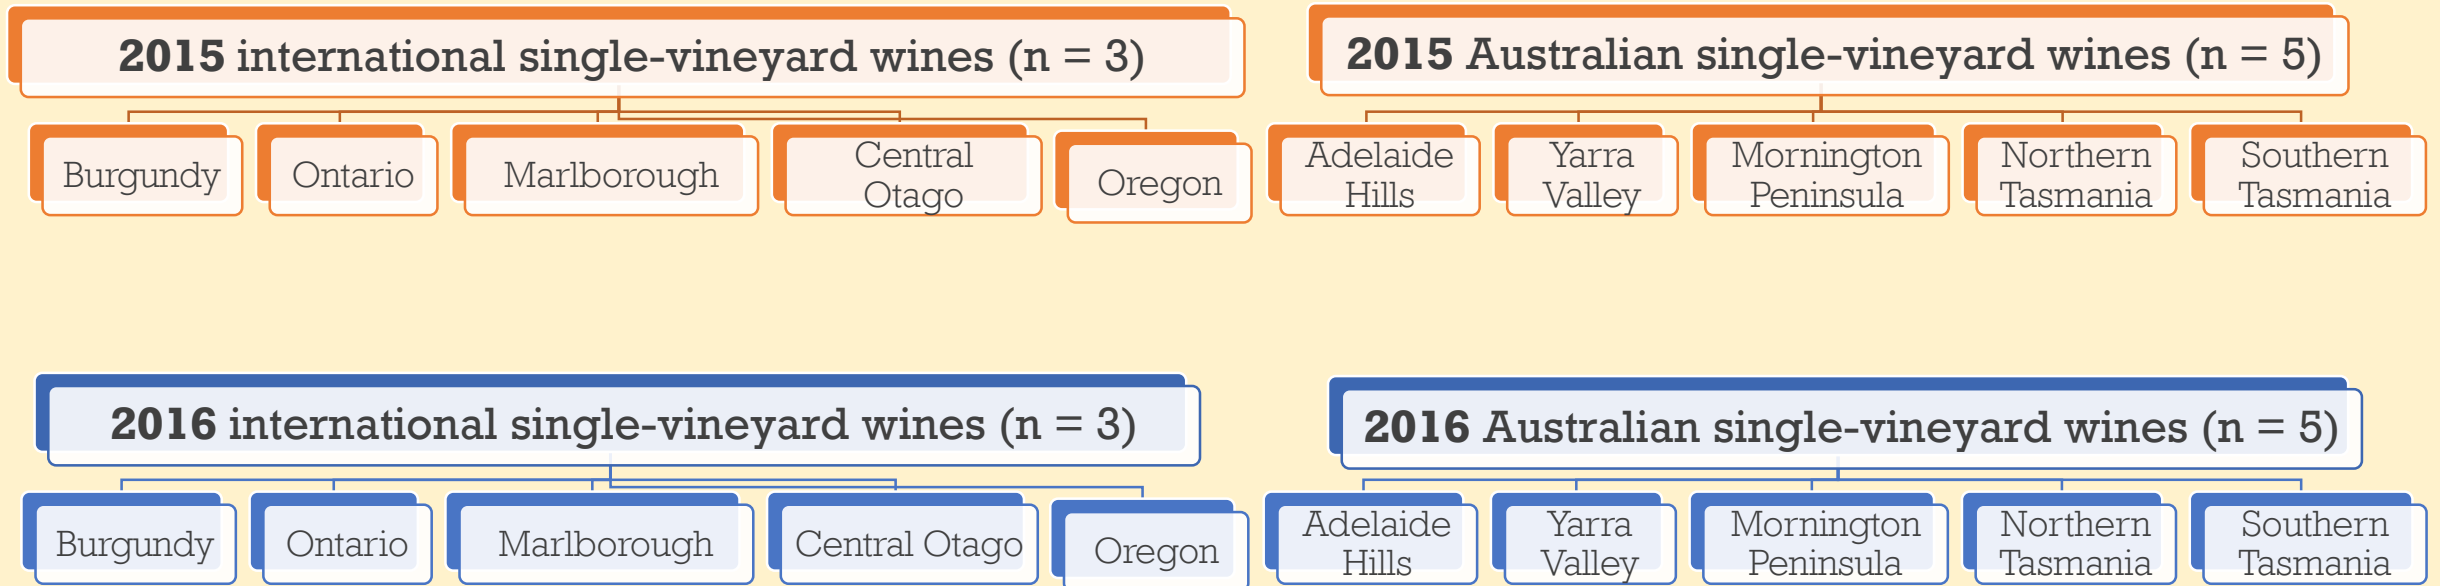 2015 international single-vineyard wines (n = 3)
Burgundy
Ontario
Marlborough
Central
Otago
Oregon
2015 Australian single-vineyard wines (n = 5)
Adelaide
Hills
Yarra
Valley
Mornington
Peninsula
Northern
Tasmania
Southern
Tasmania
2016 international single-vineyard wines (n = 3)
Burgundy
Ontario
Marlborough
Central Otago
Oregon
2016 Australian single-vineyard wines (n = 5)
Adelaide
Hills
Yarra
Valley
Mornington
Peninsula
Northern
Tasmania
Southern
Tasmania